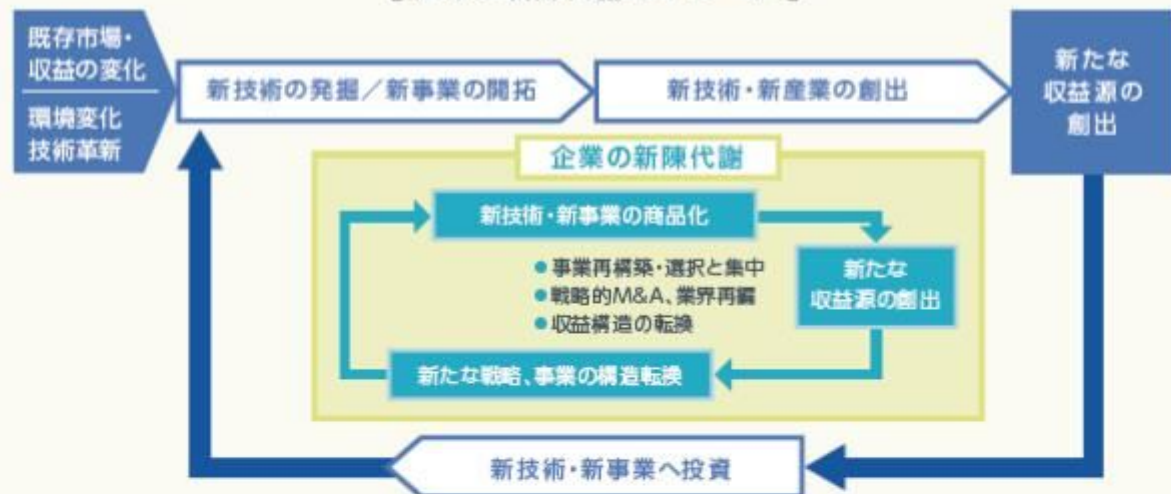 既存市場・
収益の変化
環境変化
技術革新
新技術の発掘／新事業の開拓
新技術・新産業の創出
新たな
収益源の
創出
企業の新陳代謝
新技術・新事業の商品化
●事業再構築・選択と集中
●戦略的M&A、業界再編
●収益構造の転換
新たな
収益源の創出
新たな戦略、事業の構造転換
新技術・新事業へ投資